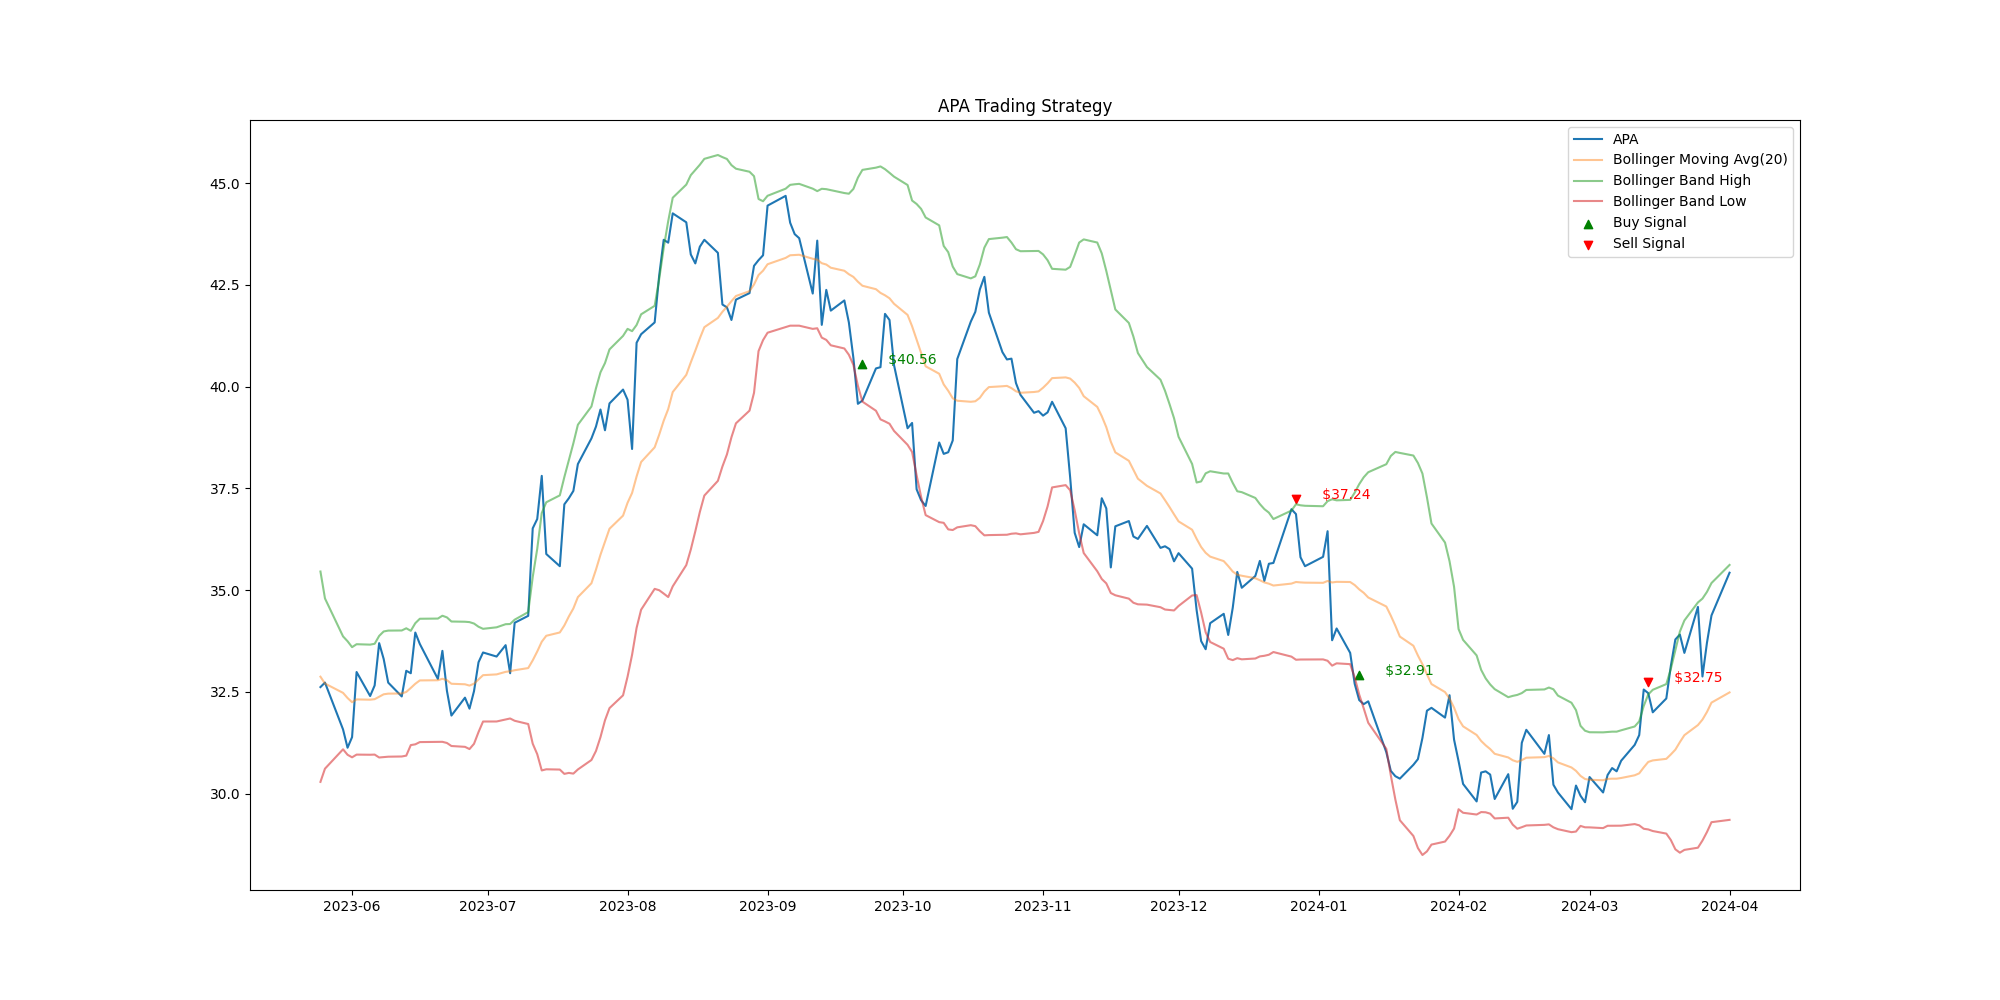 APA Trading Strategy
APA
Bollinger Moving Avg(20)
Bollinger Band High
Bollinger Band Low
Buy Signal
Sell Signal
45.0
42.5
40.0
37.5
35.0
32.5
30.0
$40.56
$37.24
$32.91
$32.75
2023-06 2023-07 2023-08 2023-09 2023-10 2023-11 2023-12 2024-01 2024-02 2024-03 2024-04